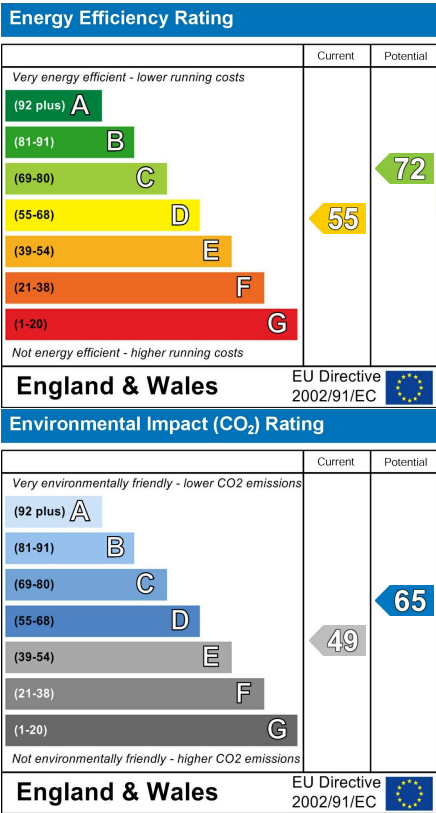 Energy Efficiency Rating
Current Potential
Very energy efficient - lower running costs
(92 plus) A
(81-91) B
(69-80) C
72
(55-68) D
55
(39-54) E
(21-38) F
(1-20) G
Not energy efficient - higher running costs
England & Wales
EU Directive
2002/91/EC
Environmental Impact (CO₂) Rating
Current Potential
Very environmentally friendly - lower CO2 emissions
(92 plus) A
(81-91) B
(69-80) C
65
(55-68) D
49
(39-54) E
(21-38) F
(1-20) G
Not environmentally friendly - higher CO2 emissions
England & Wales
EU Directive
2002/91/EC